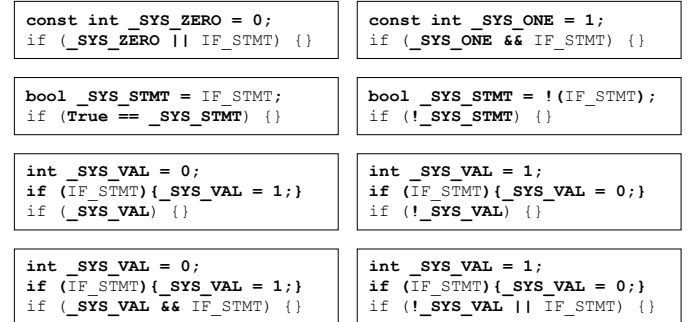 const int _SYS_ZERO = 0;
if (_SYS_ZERO || IF_STMT) {}
const int _SYS_ONE = 1;
if (_SYS_ONE && IF_STMT) {}
bool _SYS_STMT = IF_STMT;
if (True == _SYS_STMT) {}
bool _SYS_STMT = !(IF_STMT);
if (!_SYS_STMT) {}
int _SYS_VAL = 0;
if (IF_STMT){_SYS_VAL = 1;}
if (_SYS_VAL) {}
int _SYS_VAL = 1;
if (IF_STMT){_SYS_VAL = 0;}
if (!_SYS_VAL) {}
int _SYS_VAL = 0;
if (IF_STMT){_SYS_VAL = 1;}
if (_SYS_VAL && IF_STMT) {}
int _SYS_VAL = 1;
if (IF_STMT){_SYS_VAL = 0;}
if (!_SYS_VAL || IF_STMT) {}